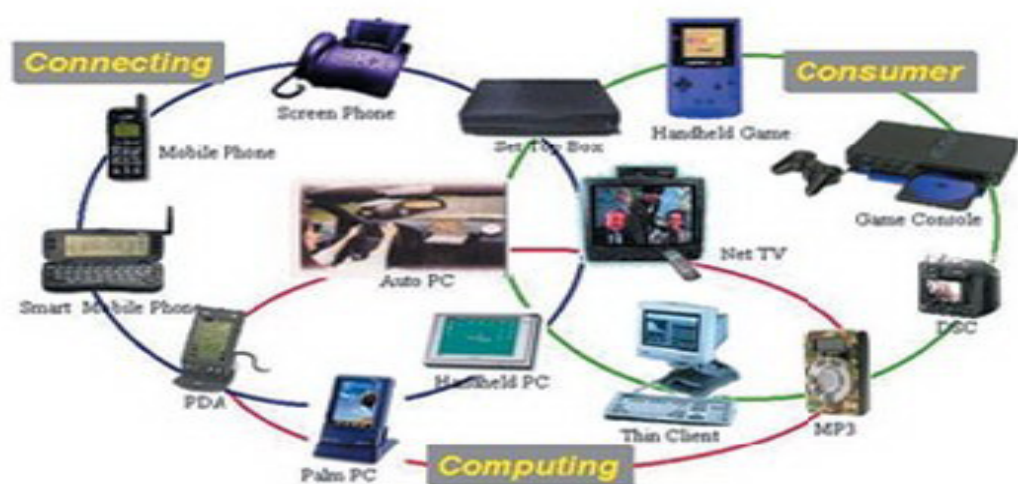 Connecting
Consumer
Screen Phone
Handheld Game
Mobile Phone
Set Top Box
Game Console
Net TV
Auto PC
Smart Mobile Phone
DSC
Handheld PC
PDA
Thin Client
MP3
Palm PC
Computing